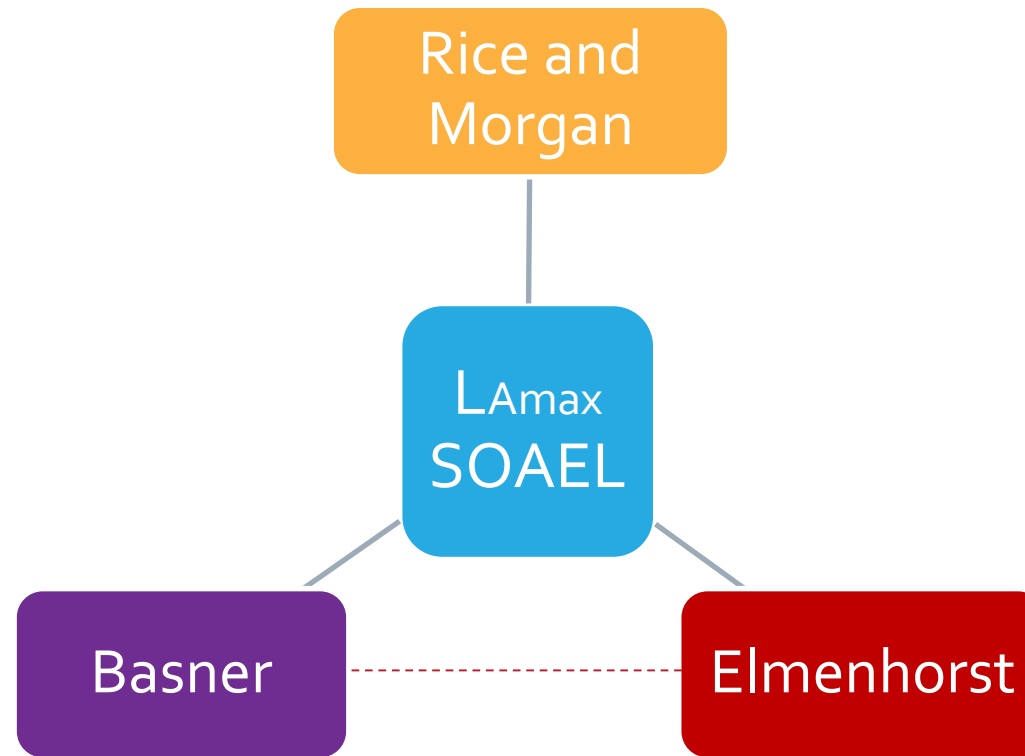 Rice and
Morgan
LAmax
SOAEL
Basner
Elmenhorst